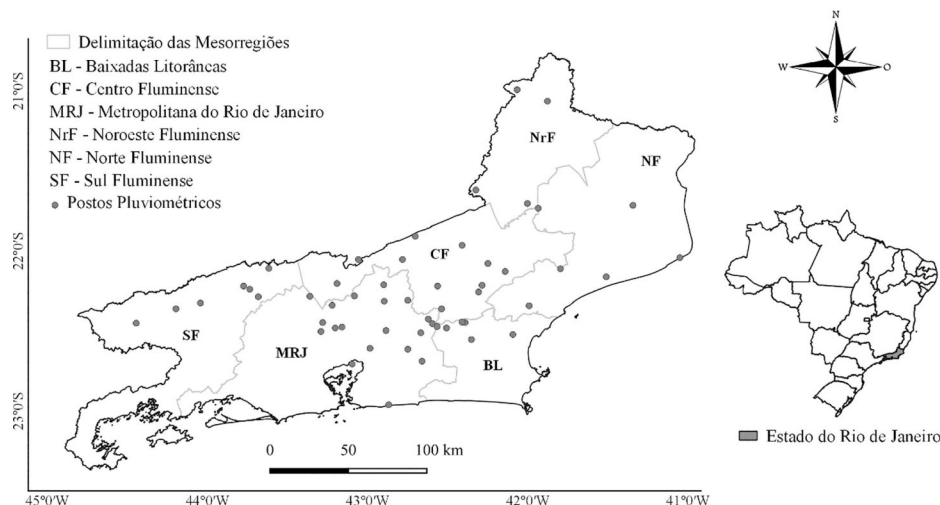 Delimitação das Mesorregiões
BL - Baixadas Litorâncas
CF - Centro Fluminense
MRJ - Metropolitana do Rio de Janeiro
NrF - Noroeste Fluminense
NF - Norte Fluminense
SF - Sul Fluminense
Postos Pluviométricos
N
W
O
S
21°0'S
22°0'S
23°0'S
NrF
NF
CF
SF
MRJ
BL
0 50 100 km
45°0'W 44°0'W 43°0'W 42°0'W 41°0'W
Estado do Rio de Janeiro